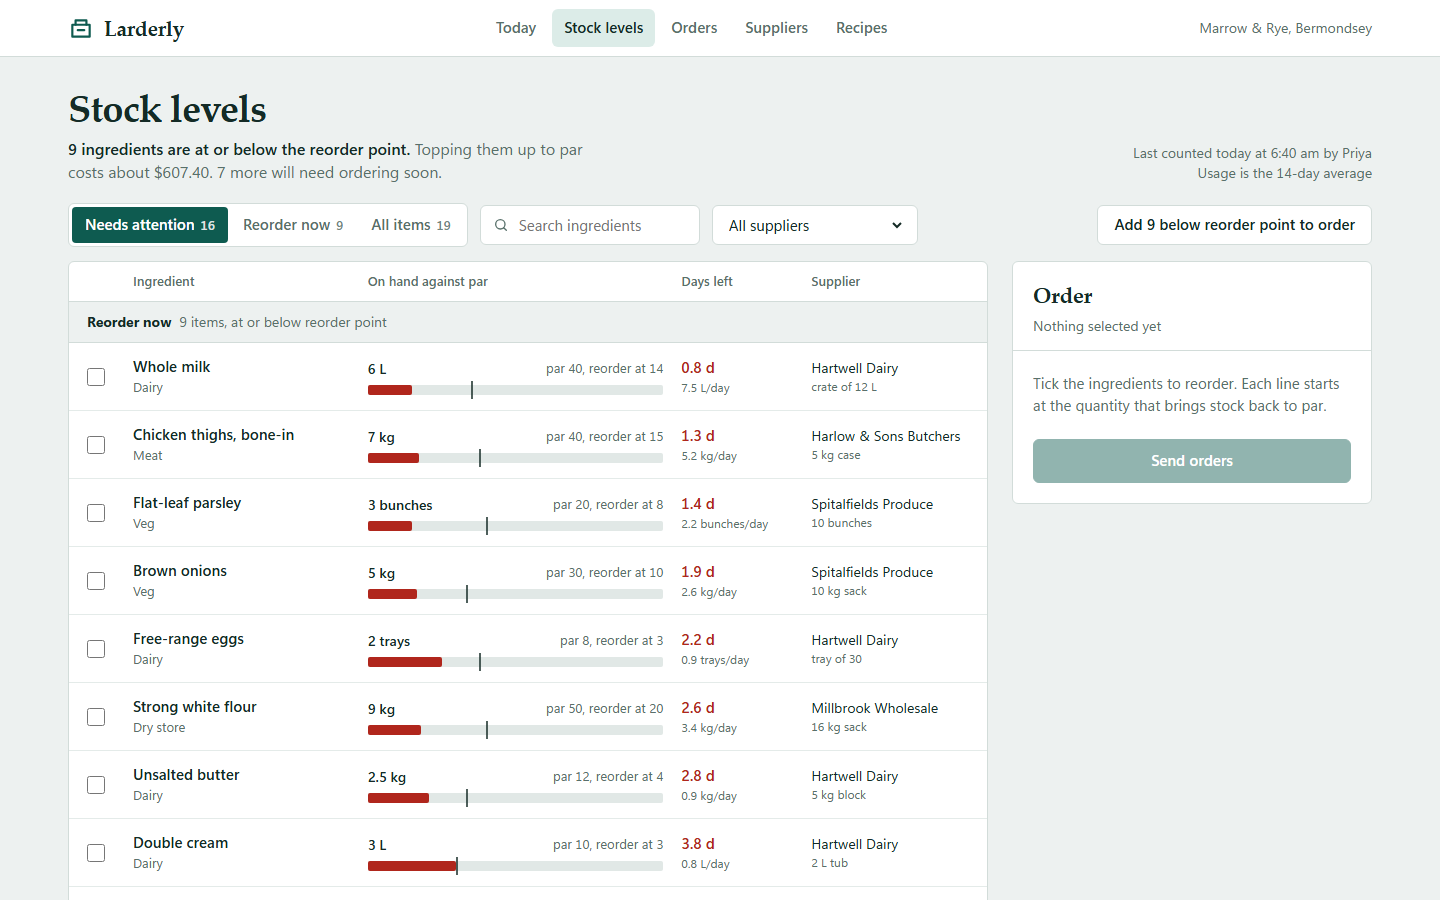 Larderly
Today
Stock levels
Orders
Suppliers
Recipes
Marrow & Rye, Bermondsey
Stock levels
9 ingredients are at or below the reorder point. Topping them up to par
costs about $607.40. 7 more will need ordering soon.
Last counted today at 6:40 am by Priya
Usage is the 14-day average
Needs attention 16
Reorder now 9
All items 19
Search ingredients
All suppliers
Add 9 below reorder point to order
Ingredient
On hand against par
Days left
Supplier
Reorder now 9 items, at or below reorder point
Whole milk
Dairy
6 L
par 40, reorder at 14
0.8 d
7.5 L/day
Hartwell Dairy
crate of 12 L
Chicken thighs, bone-in
Meat
7 kg
par 40, reorder at 15
1.3 d
5.2 kg/day
Harlow & Sons Butchers
5 kg case
Flat-leaf parsley
Veg
3 bunches
par 20, reorder at 8
1.4 d
2.2 bunches/day
Spitalfields Produce
10 bunches
Brown onions
Veg
5 kg
par 30, reorder at 10
1.9 d
2.6 kg/day
Spitalfields Produce
10 kg sack
Free-range eggs
Dairy
2 trays
par 8, reorder at 3
2.2 d
0.9 trays/day
Hartwell Dairy
tray of 30
Strong white flour
Dry store
9 kg
par 50, reorder at 20
2.6 d
3.4 kg/day
Millbrook Wholesale
16 kg sack
Unsalted butter
Dairy
2.5 kg
par 12, reorder at 4
2.8 d
0.9 kg/day
Hartwell Dairy
5 kg block
Double cream
Dairy
3 L
par 10, reorder at 3
3.8 d
0.8 L/day
Hartwell Dairy
2 L tub
Order
Nothing selected yet
Tick the ingredients to reorder. Each line starts
at the quantity that brings stock back to par.
Send orders